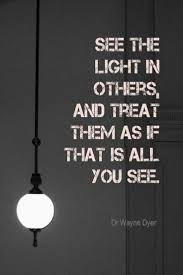 SEE THE
LIGHT IN
OTHERS,
AND TREAT
THEM AS IF
THAT IS ALL
YOU SEE.
Dr Wayne Dyer